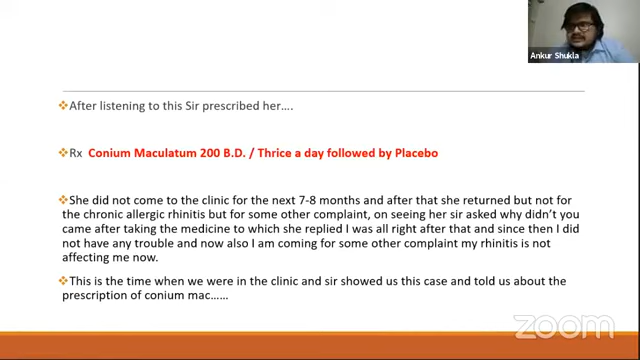 Ankur Shukla
After listening to this Sir prescribed her....
Rx Conium Maculatum 200 B.D. / Thrice a day followed by Placebo
She did not come to the clinic for the next 7-8 months and after that she returned but not for
the chronic allergic rhinitis but for some other complaint, on seeing her sir asked why didn't you
came after taking the medicine to which she replied I was all right after that and since then I did
not have any trouble and now also I am coming for some other complaint my rhinitis is not
affecting me now.
This is the time when we were in the clinic and sir showed us this case and told us about the
prescription of conium mac......
zoom